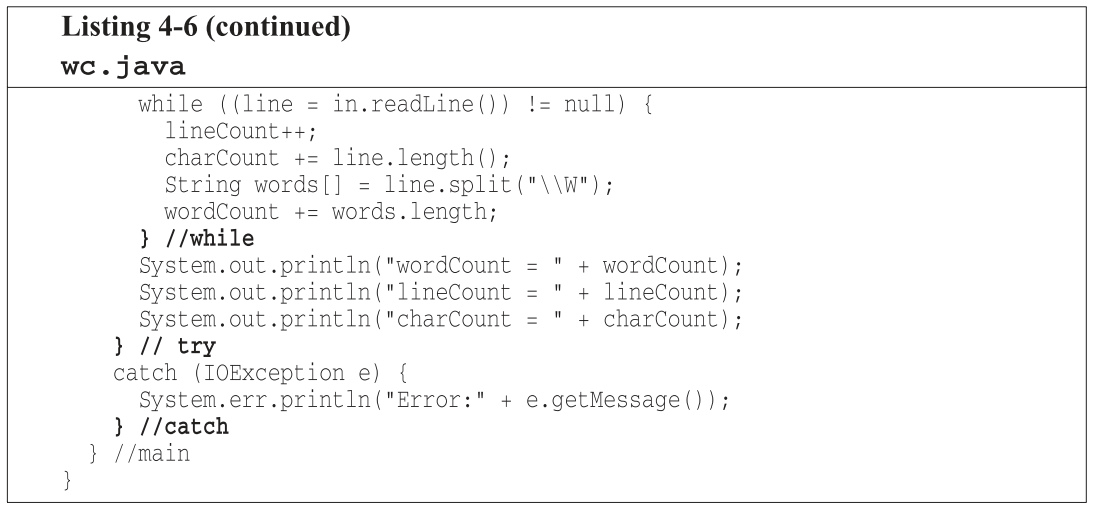 Listing 4-6 (continued)
wc.java
      while ((line = in.readLine()) != null) {
        lineCount++;
        charCount += line.length();
        String words[] = line.split("\\W");
        wordCount += words.length;
      } //while
      System.out.println("wordCount = " + wordCount);
      System.out.println("lineCount = " + lineCount);
      System.out.println("charCount = " + charCount);
    } // try
    catch (IOException e) {
      System.err.println("Error:" + e.getMessage());
    } //catch
  } //main
}